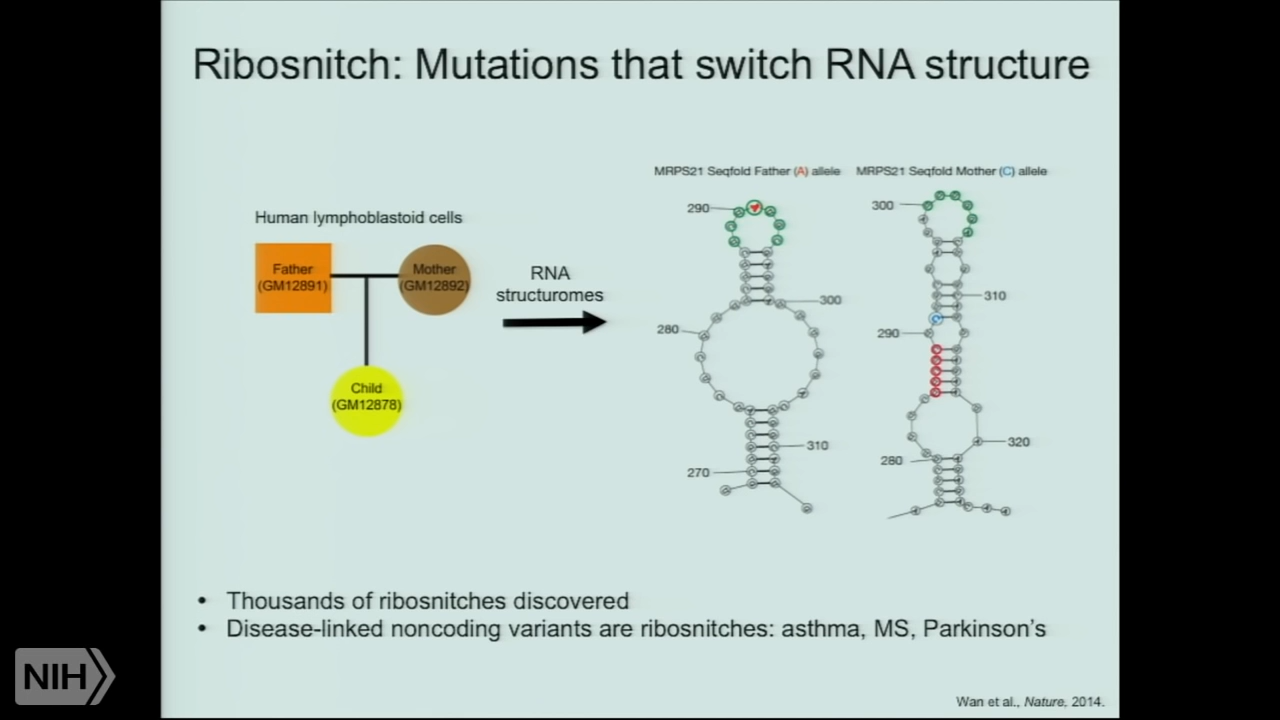 Ribosnitch: Mutations that switch RNA structure
MRPS21 Seqfold Father (A) allele
MRPS21 Seqfold Mother (C) allele
Human lymphoblastoid cells
Father
(GM12891)
Mother
(GM12892)
Child
(GM12878)
RNA
structuromes
290
300
280
310
270
300
310
290
320
280
• Thousands of ribosnitches discovered
• Disease-linked noncoding variants are ribosnitches: asthma, MS, Parkinson's
Wan et al., Nature, 2014.
NIH